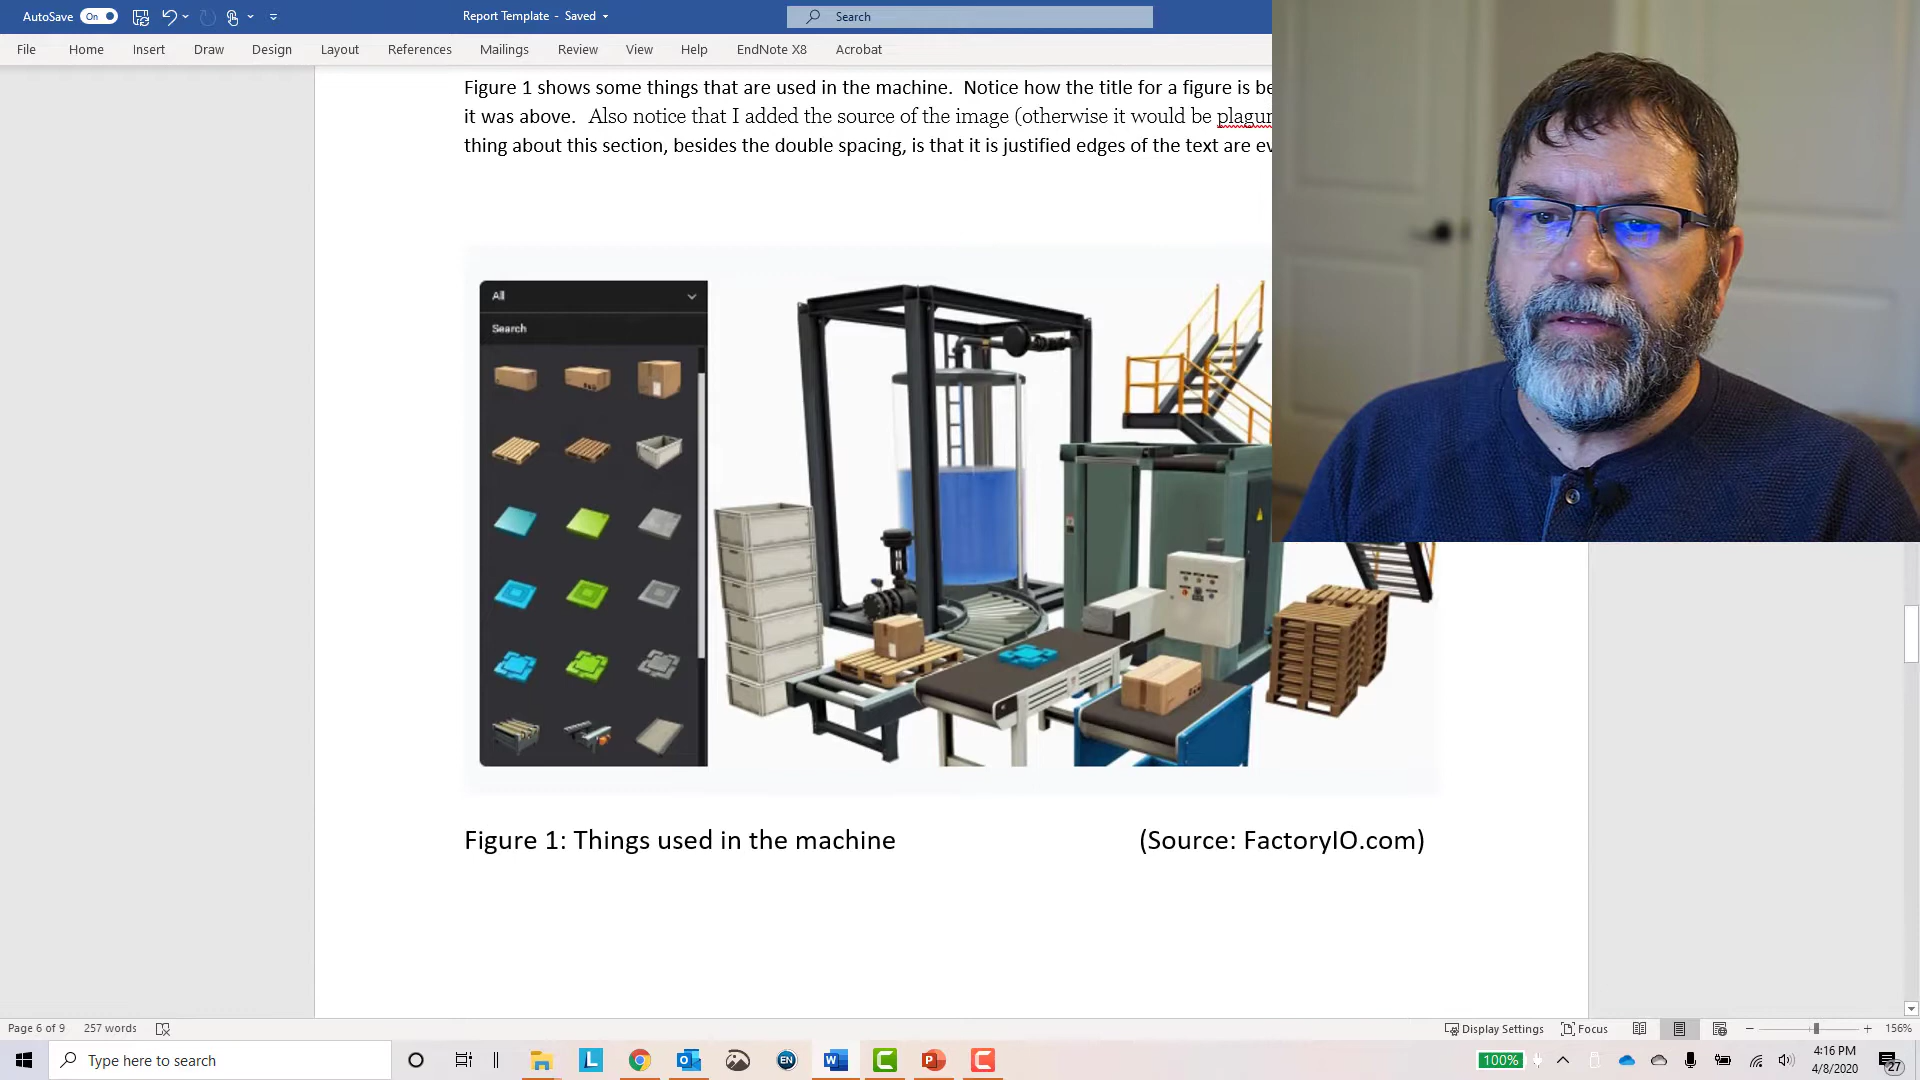 AutoSave On Report Template - Saved Search
File Home Insert Draw Design Layout References Mailings Review View Help EndNote X8 Acrobat
Figure 1 shows some things that are used in the machine. Notice how the title for a figure is
it was above. Also notice that I added the source of the image (otherwise it would be
thing about this section, besides the double spacing, is that it is justified edges of the text are
All
Search
Figure 1: Things used in the machine (Source: FactoryIO.com)
Page 6 of 9 257 words Display Settings Focus 156%
Type here to search L EN 100% 4:16 PM
4/8/2020 27